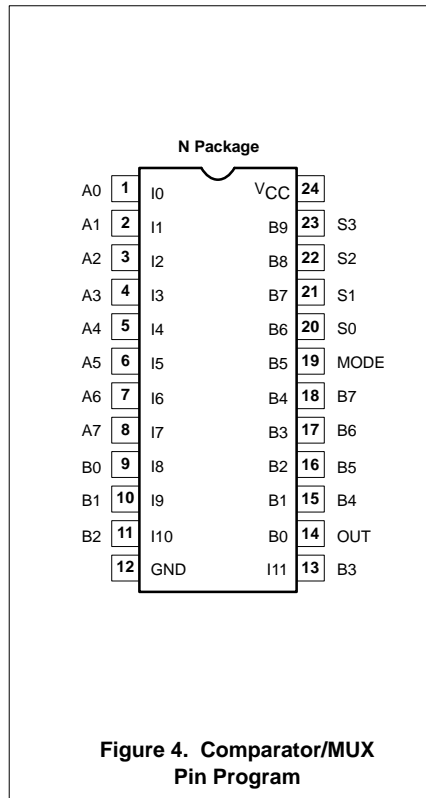 N Package
A0 1 I0 VCC 24
A1 2 I1 B9 23 S3
A2 3 I2 B8 22 S2
A3 4 I3 B7 21 S1
A4 5 I4 B6 20 S0
A5 6 I5 B5 19 MODE
A6 7 I6 B4 18 B7
A7 8 I7 B3 17 B6
B0 9 I8 B2 16 B5
B1 10 I9 B1 15 B4
B2 11 I10 B0 14 OUT
12 GND I11 13 B3
Figure 4. Comparator/MUX
Pin Program